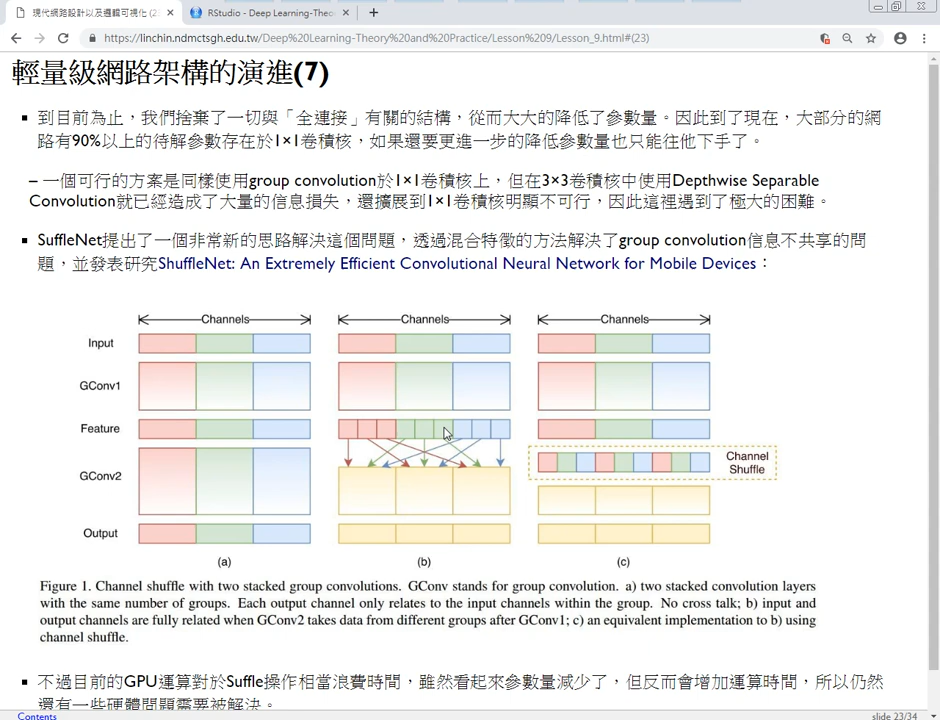 現代網路設計以及邏輯可視化 (23
RStudio - Deep Learning-Theo
https://linchin.ndmctsgh.edu.tw/Deep%20Learning-Theory%20and%20Practice/Lesson%209/Lesson_9.html#(23)
輕量級網路架構的演進(7)
到目前為止，我們捨棄了一切與「全連接」有關的結構，從而大大的降低了參數量。因此到了現在，大部分的網
路有90%以上的待解參數存在於1×1卷積核，如果還要更進一步的降低參數量也只能往他下手了。
– 一個可行的方案是同樣使用group convolution於1×1卷積核上，但在3×3卷積核中使用Depthwise Separable
Convolution就已經造成了大量的信息損失，還擴展到1×1卷積核明顯不可行，因此這裡遇到了極大的困難。
SuffleNet提出了一個非常新的思路解決這個問題，透過混合特徵的方法解決了group convolution信息不共享的問
題，並發表研究ShuffleNet: An Extremely Efficient Convolutional Neural Network for Mobile Devices：
Channels Channels Channels
Input
GConv1
Feature
Channel
Shuffle
GConv2
Output
(a) (b) (c)
Figure 1. Channel shuffle with two stacked group convolutions. GConv stands for group convolution. a) two stacked convolution layers
with the same number of groups. Each output channel only relates to the input channels within the group. No cross talk; b) input and
output channels are fully related when GConv2 takes data from different groups after GConv1; c) an equivalent implementation to b) using
channel shuffle.
不過目前的GPU運算對於Suffle操作相當浪費時間，雖然看起來參數量減少了，但反而會增加運算時間，所以仍然
還有一些硬體問題需要被解決。
Contents
slide 23/34